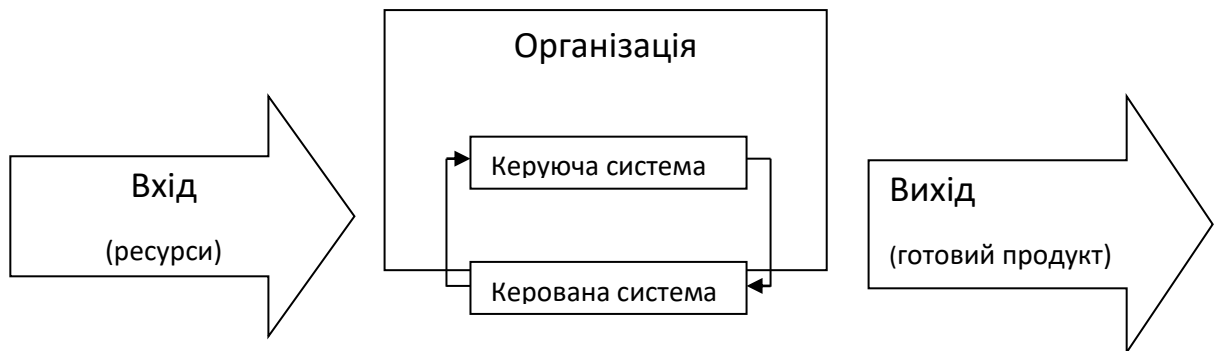 Організація
Керуюча система
Вхід
(ресурси)
Керована система
Вихід
(готовий продукт)